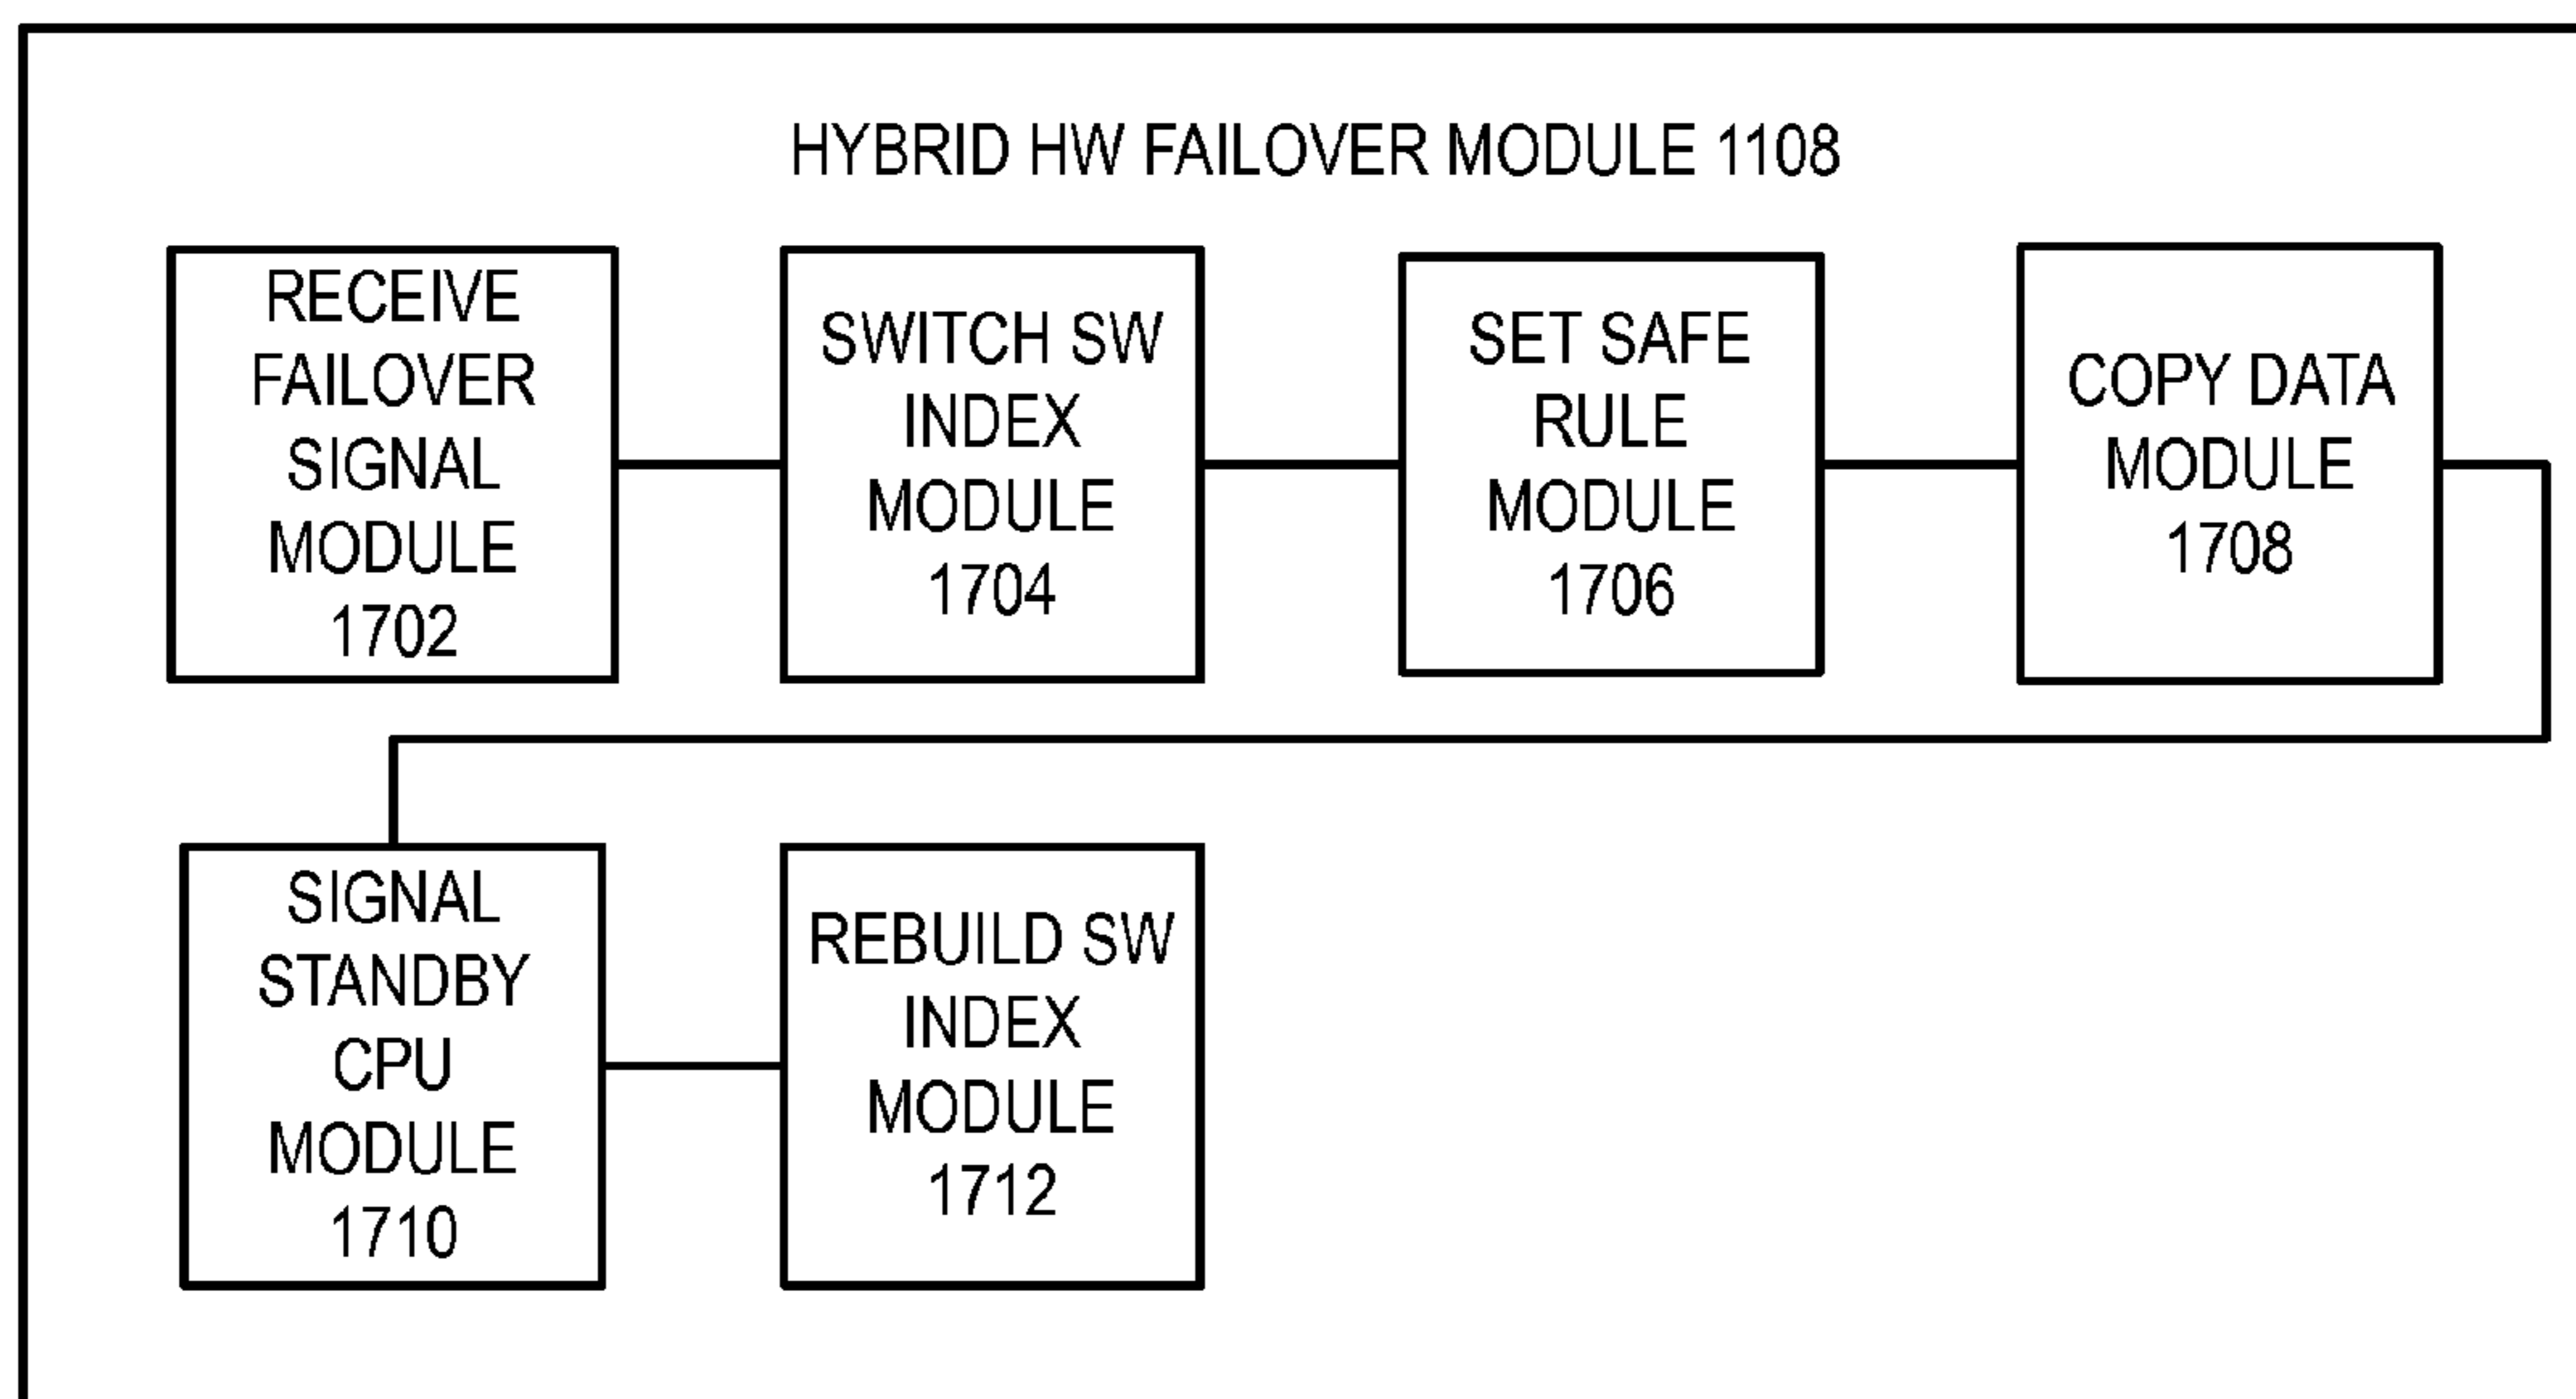 HYBRID HW FAILOVER MODULE 1108
RECEIVE
FAILOVER
SIGNAL
MODULE
1702
SWITCH SW
INDEX
MODULE
1704
SET SAFE
RULE
MODULE
1706
COPY DATA
MODULE
1708
SIGNAL
STANDBY
CPU
MODULE
1710
REBUILD SW
INDEX
MODULE
1712